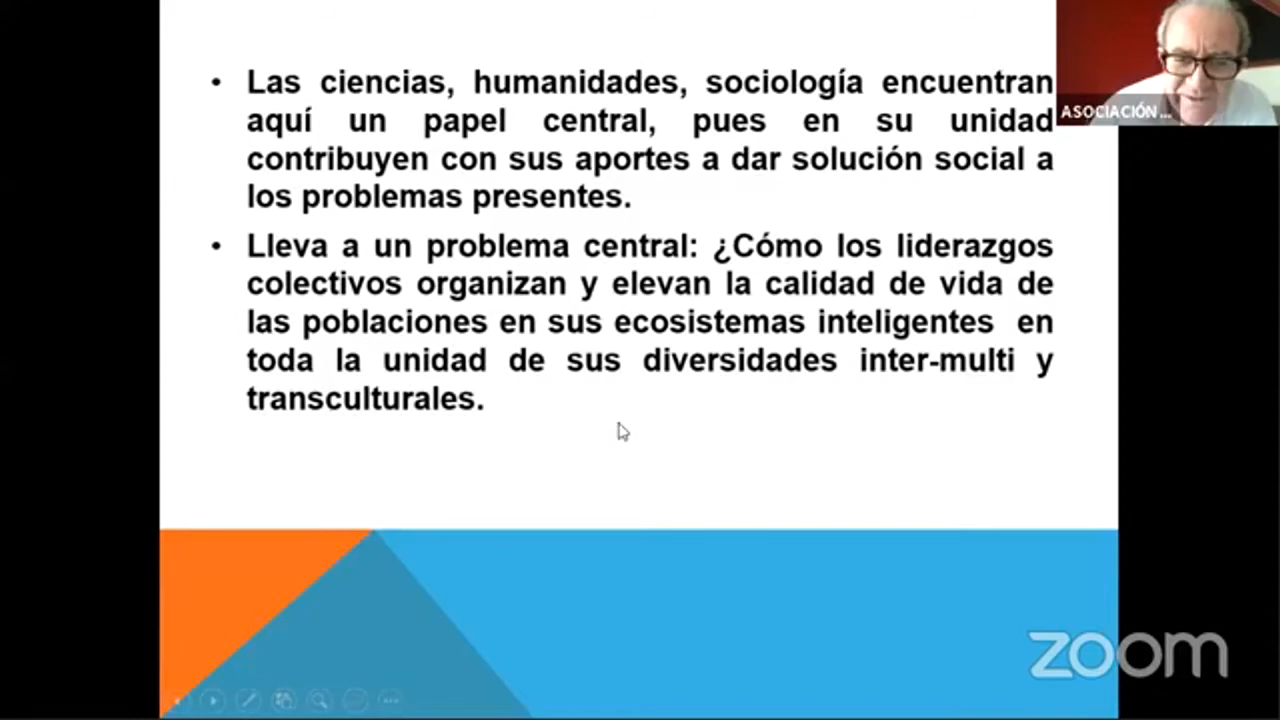 • Las ciencias, humanidades, sociología encuentran
aquí un papel central, pues en su unidad
contribuyen con sus aportes a dar solución social a
los problemas presentes.
• Lleva a un problema central: ¿Cómo los liderazgos
colectivos organizan y elevan la calidad de vida de
las poblaciones en sus ecosistemas inteligentes en
toda la unidad de sus diversidades inter-multi y
transculturales.
ASOCIACIÓN ...
zoom